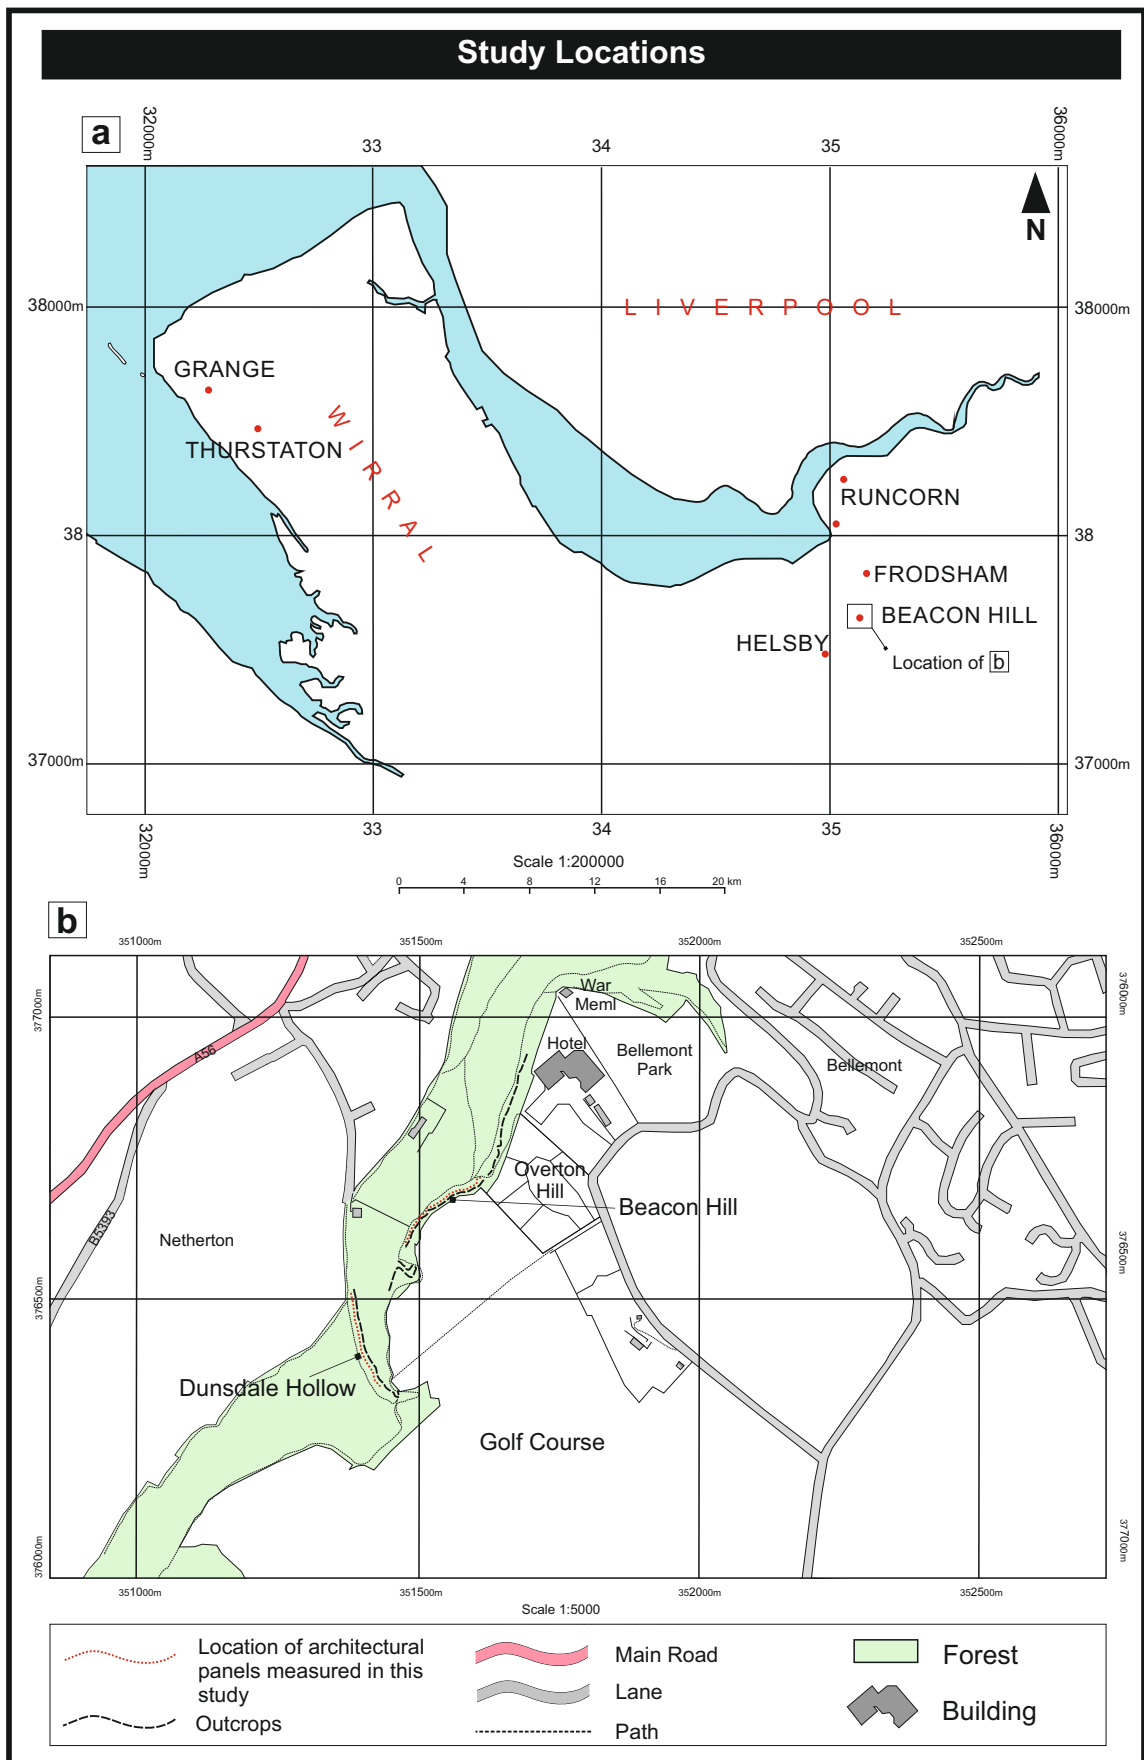 Study Locations
a
32000m
33
34
35
36000m
N
38000m
LIVERPOOL
38000m
GRANGE
THURSTATON
WIRRAL
RUNCORN
38
38
FRODSHAM
BEACON HILL
HELSBY
Location of b
37000m
37000m
32000m
33
34
35
36000m
Scale 1:200000
0 4 8 12 16 20 km
b
351000m
351500m
352000m
352500m
377000m
376000m
War
Meml
Hotel
Bellemont
Park
Bellemont
A56
Overton
Hill
Beacon Hill
B5393
Netherton
376500m
376500m
Dunsdale Hollow
Golf Course
376000m
377000m
351000m
351500m
352000m
352500m
Scale 1:5000
Location of architectural
panels measured in this
study
Outcrops
Main Road
Lane
Path
Forest
Building